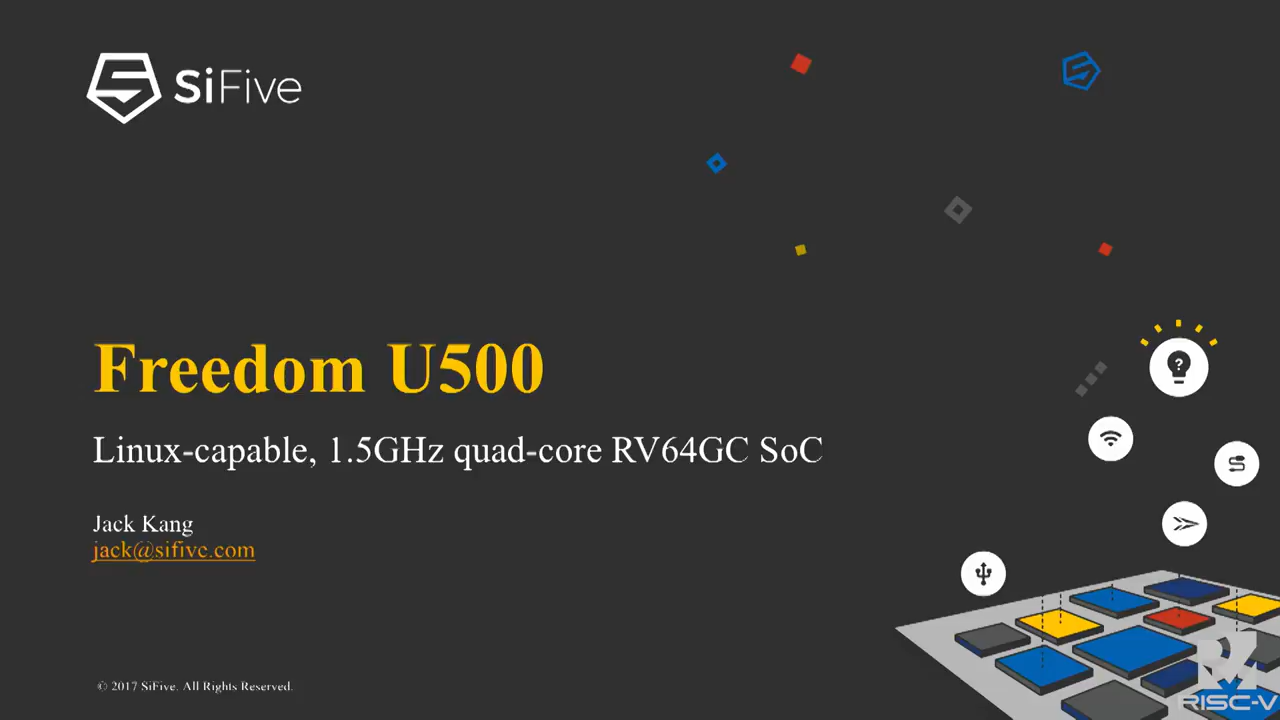 SiFive
Freedom U500
Linux-capable, 1.5GHz quad-core RV64GC SoC
Jack Kang
jack@sifive.com
© 2017 SiFive. All Rights Reserved.
RISC-V